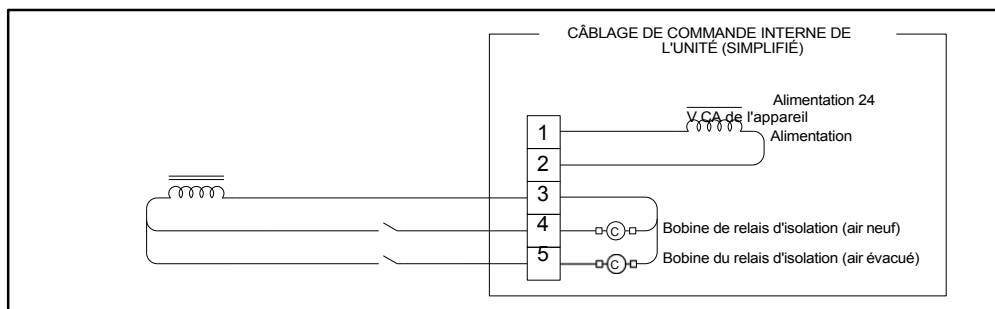 CÂBLAGE DE COMMANDE INTERNE DE
L'UNITÉ (SIMPLIFIÉ)
Alimentation 24
V CA de l'appareil
Alimentation
1
2
3
4
5
C
Bobine de relais d'isolation (air neuf)
C
Bobine du relais d'isolation (air évacué)